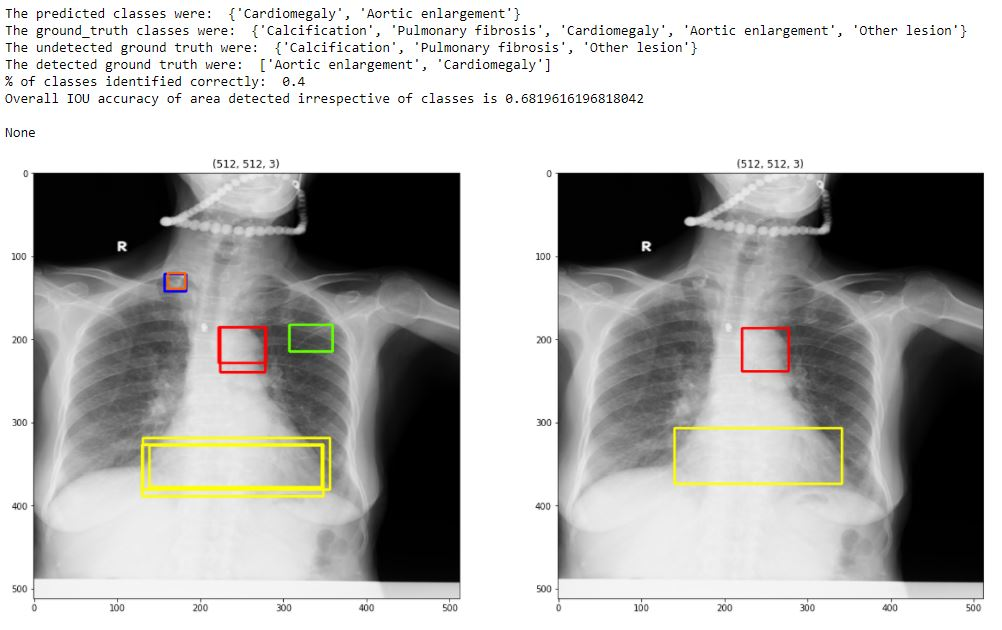 The predicted classes were:  {'Cardiomegaly', 'Aortic enlargement'}
The ground_truth classes were:  {'Calcification', 'Pulmonary fibrosis', 'Cardiomegaly', 'Aortic enlargement', 'Other lesion'}
The undetected ground truth were:  {'Calcification', 'Pulmonary fibrosis', 'Other lesion'}
The detected ground truth were:  ['Aortic enlargement', 'Cardiomegaly']
% of classes identified correctly:  0.4
Overall IOU accuracy of area detected irrespective of classes is 0.6819616196818042
None
(512, 512, 3)
0
100
200
300
400
500
R
0 100 200 300 400 500
(512, 512, 3)
0
100
200
300
400
500
R
0 100 200 300 400 500